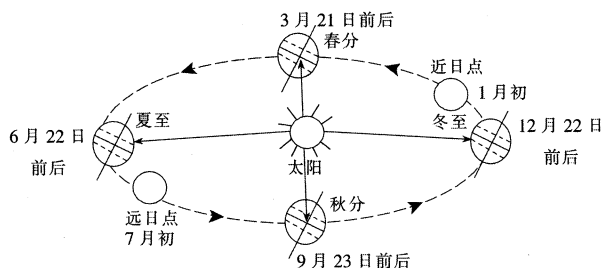 3月21日前后
春分
近日点
1月初
冬至
12月22日
前后
夏至
6月22日
前后
太阳
远日点
7月初
秋分
9月23日前后